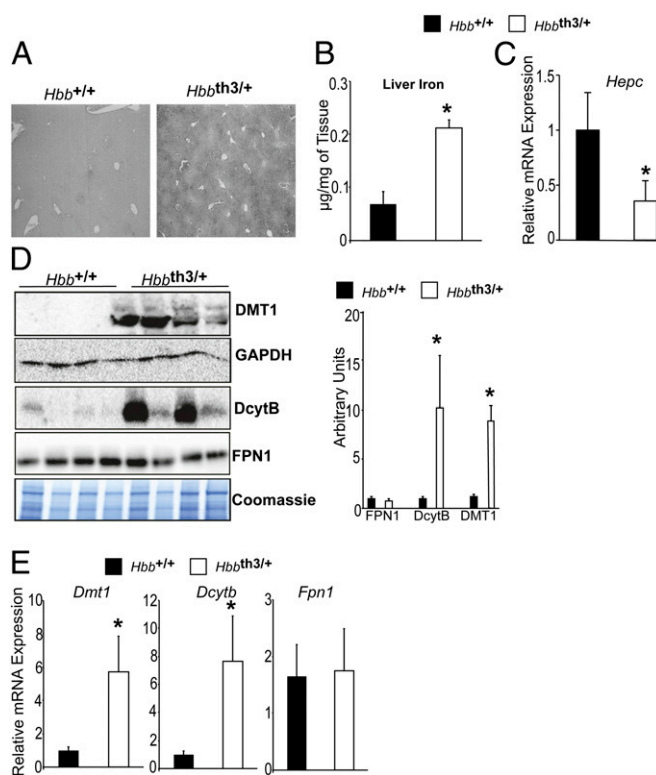 Hbb+/+ Hbbth3/+
A
Hbb+/+ Hbbth3/+
B
Liver Iron
µg/mg of Tissue
0.3
0.2
0.1
0
*
C
Hepc
Relative mRNA Expression
1.5
1
0.5
0
*
D
Hbb+/+ Hbbth3/+
DMT1
GAPDH
DcytB
FPN1
Coomassie
Hbb+/+ Hbbth3/+
Arbitrary Units
20
15
10
5
0
* *
FPN1 DcytB DMT1
E
Hbb+/+ Hbbth3/+
Relative mRNA Expression
Dmt1
10
8
6
4
2
0
*
Dcytb
12
10
8
6
4
2
0
*
Fpn1
3
2
1
0